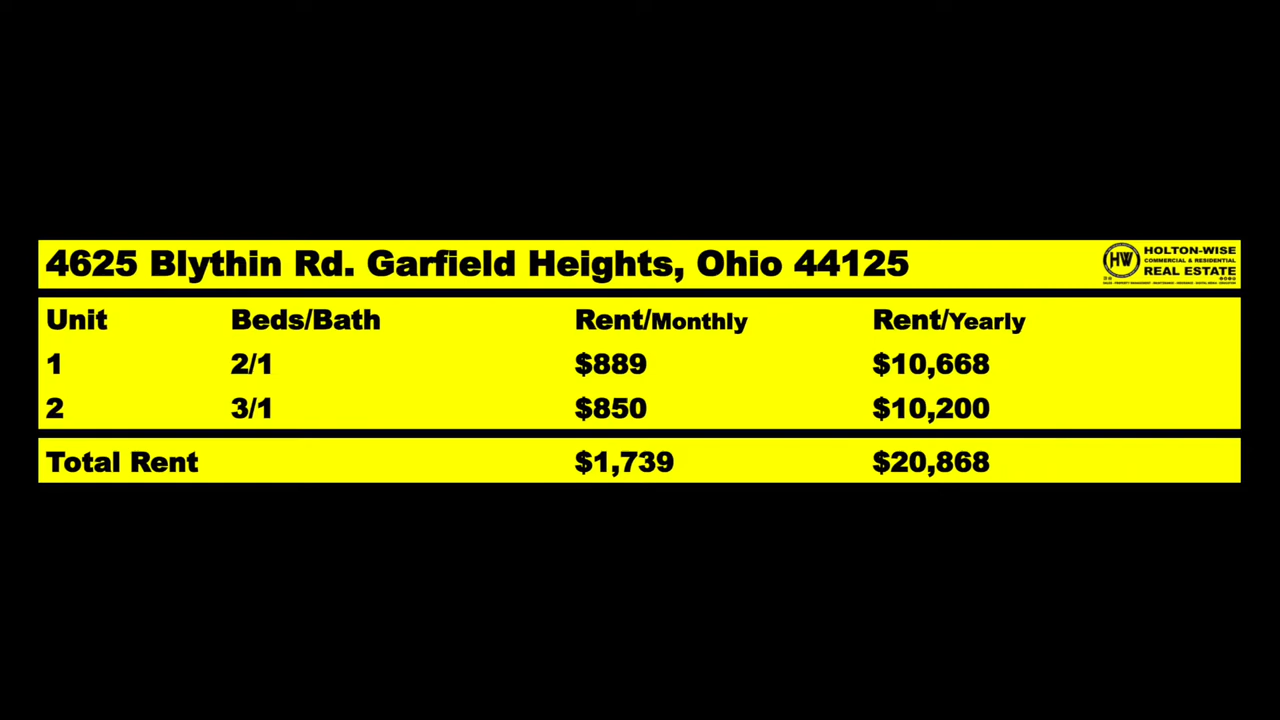 4625 Blythin Rd. Garfield Heights, Ohio 44125
HW
HOLTON-WISE
COMMERCIAL & RESIDENTIAL
REAL ESTATE
Unit Beds/Bath Rent/Monthly Rent/Yearly
1 2/1 $889 $10,668
2 3/1 $850 $10,200
Total Rent $1,739 $20,868